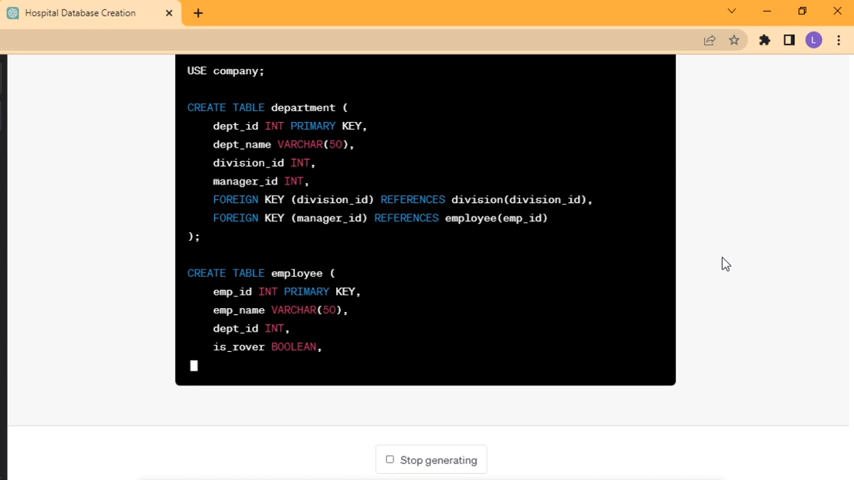 Hospital Database Creation
L
USE company;
CREATE TABLE department (
dept_id INT PRIMARY KEY,
dept_name VARCHAR(50),
division_id INT,
manager_id INT,
FOREIGN KEY (division_id) REFERENCES division(division_id),
FOREIGN KEY (manager_id) REFERENCES employee(emp_id)
);
CREATE TABLE employee (
emp_id INT PRIMARY KEY,
emp_name VARCHAR(50),
dept_id INT,
is_rover BOOLEAN,
Stop generating